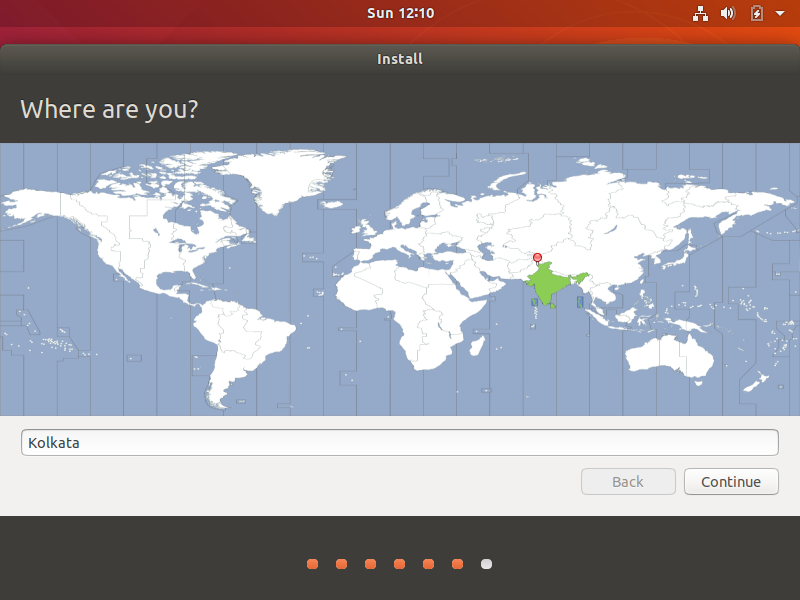 Sun 12:10
Install
Where are you?
Kolkata
Back
Continue